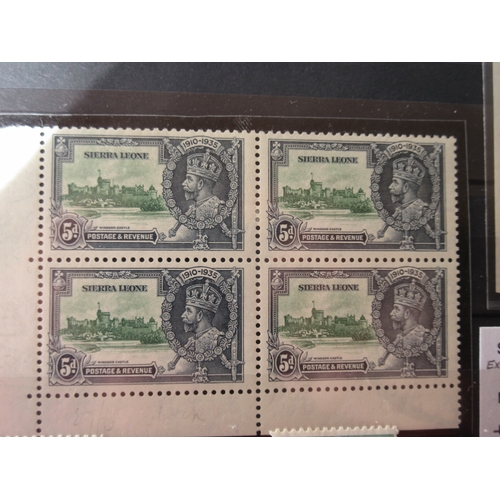 SIERRA LEONE
1910-1935
WINDSOR CASTLE
5D
POSTAGE & REVENUE
SIERRA LEONE
1910-1935
WINDSOR CASTLE
5D
POSTAGE & REVENUE
SIERRA LEONE
1910-1935
WINDSOR CASTLE
5D
POSTAGE & REVENUE
SIERRA LEONE
1910-1935
WINDSOR CASTLE
5D
POSTAGE & REVENUE